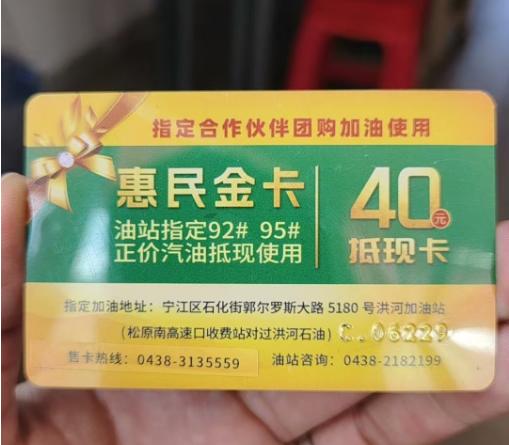 指定合作伙伴团购加油使用
惠民金卡
油站指定92# 95#
正价汽油抵现使用
40元
抵现卡
指定加油地址：宁江区石化街郭尔罗斯大路 5180 号洪河加油站
（松原南高速口收费站对过洪河石油）
售卡热线：0438-3135559 油站咨询：0438-2182199